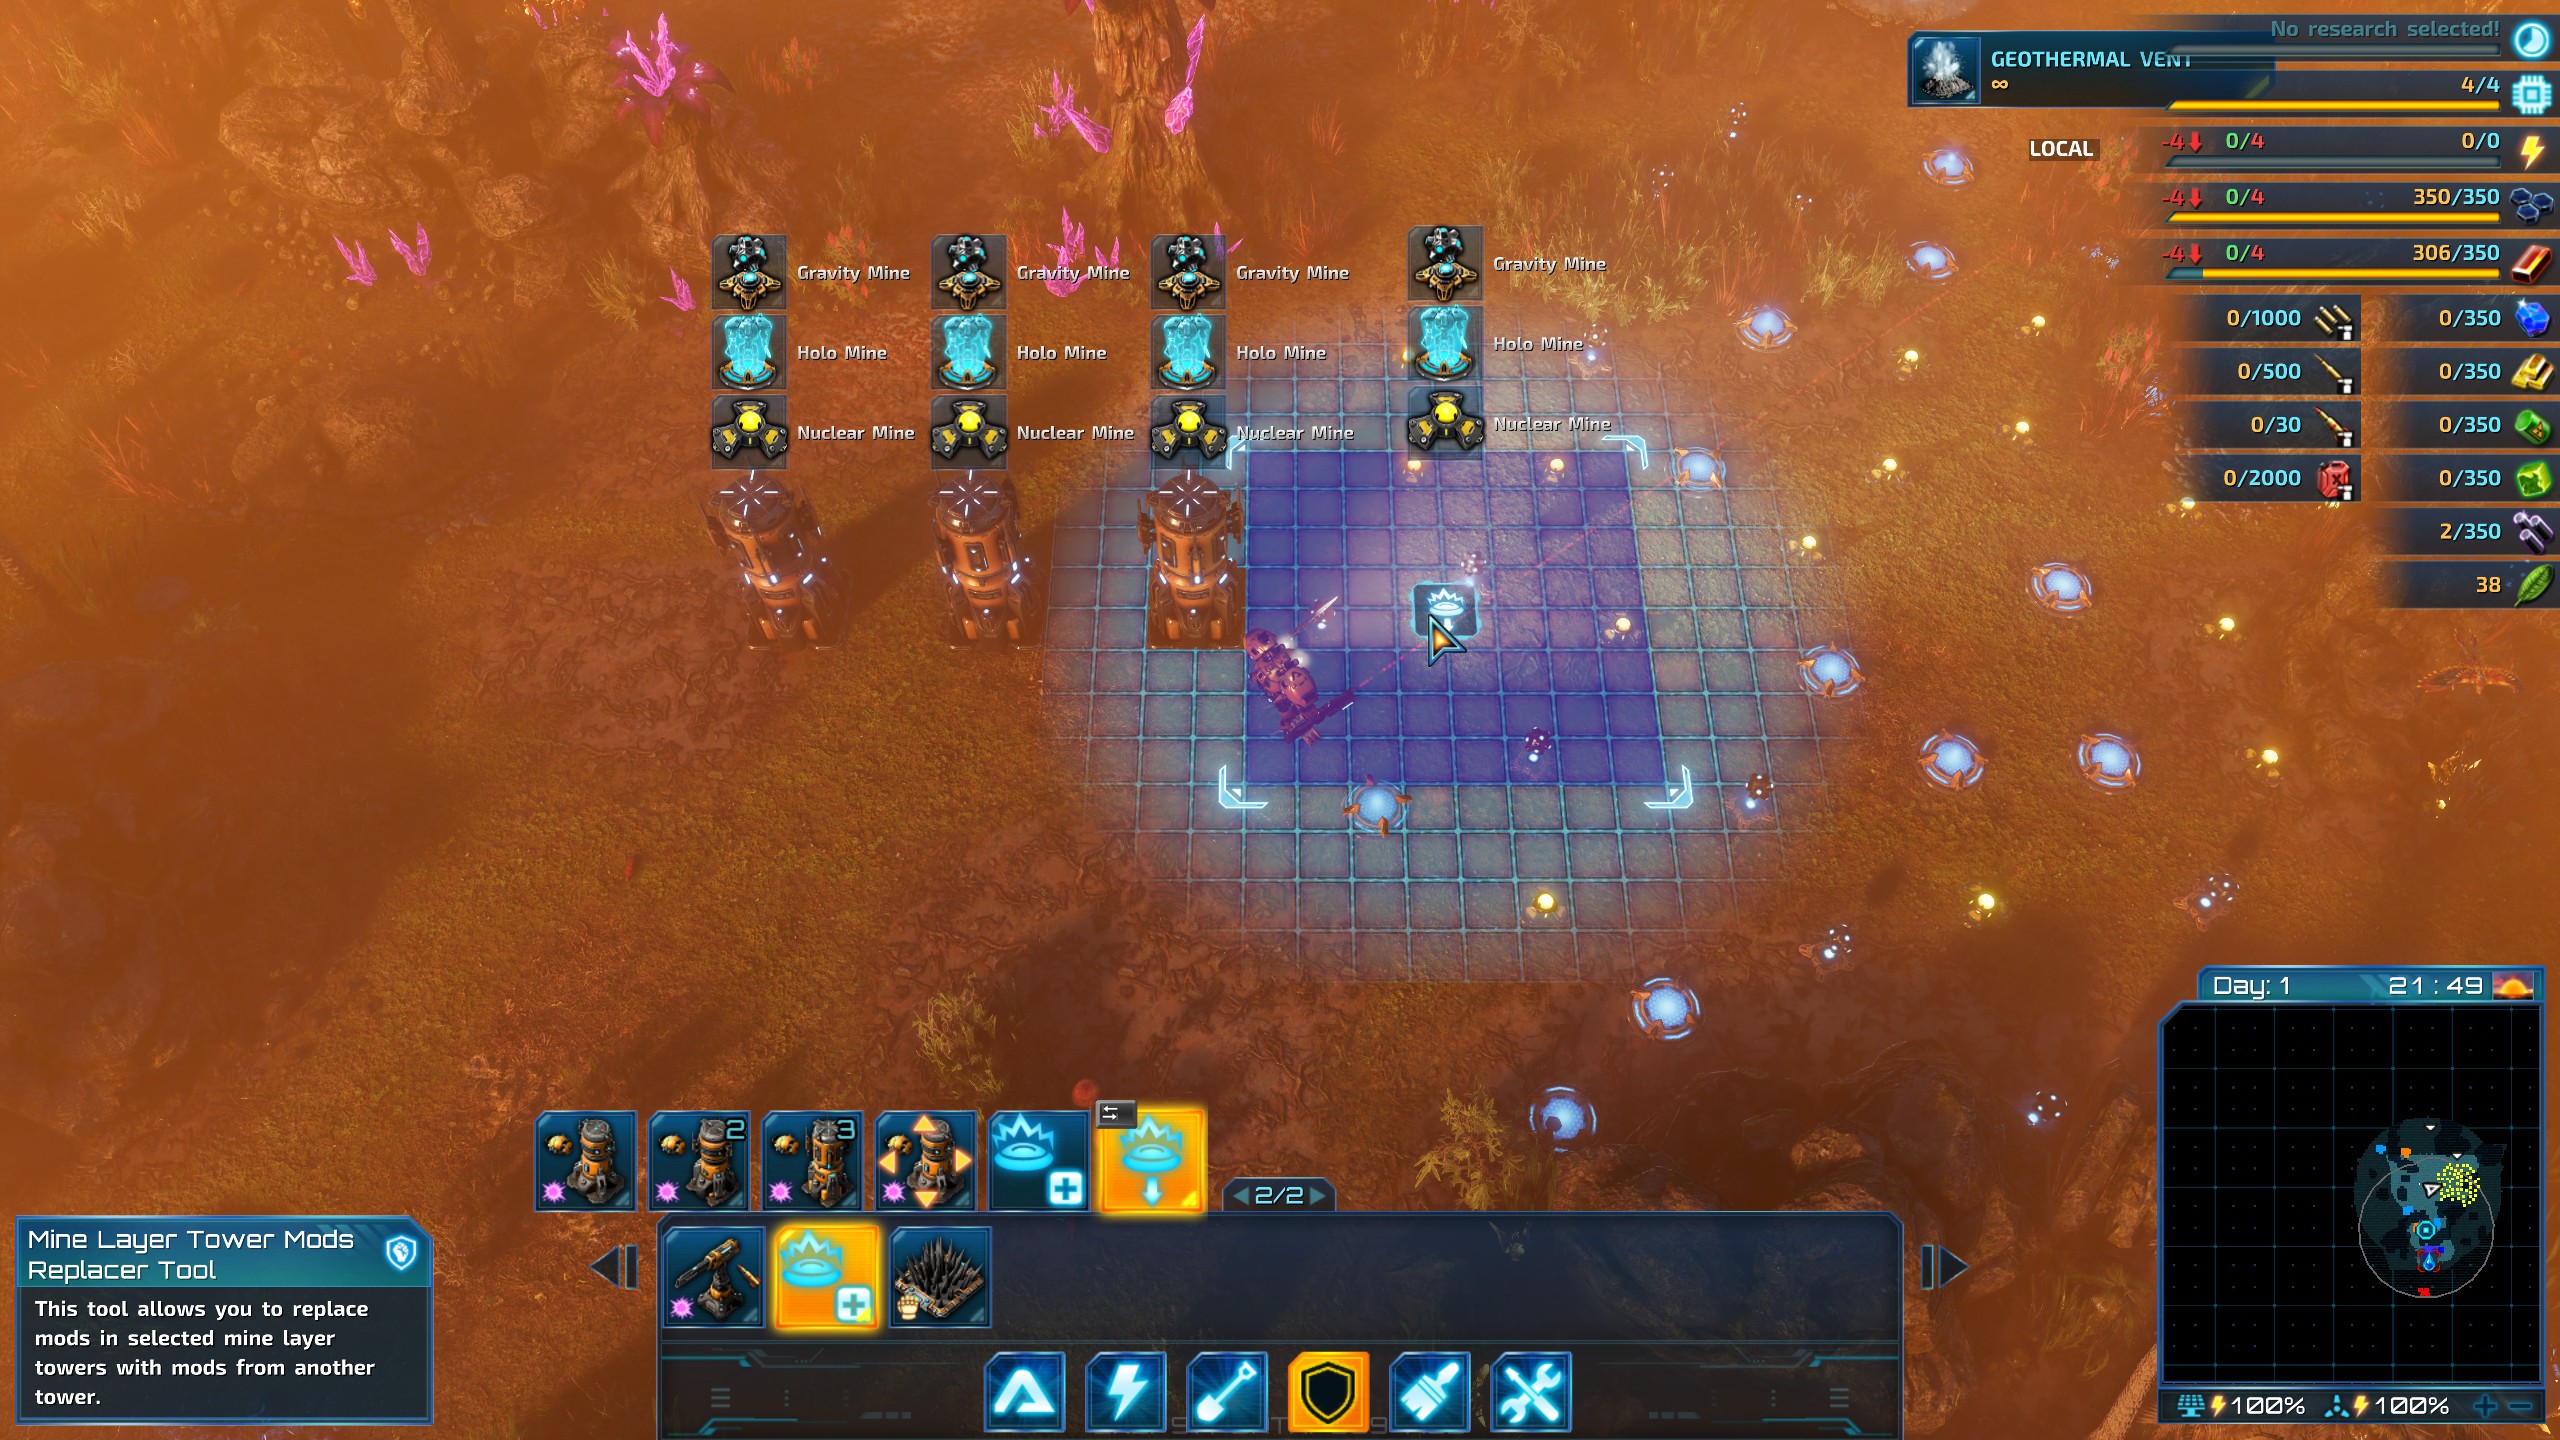 No research selected!
GEOTHERMAL VENT
∞
4/4
LOCAL
-4 0/4 0/0
-4 0/4 350/350
-4 0/4 306/350
0/1000 0/350
0/500 0/350
0/30 0/350
0/2000 0/350
2/350
38
Gravity Mine Gravity Mine Gravity Mine Gravity Mine
Holo Mine Holo Mine Holo Mine Holo Mine
Nuclear Mine Nuclear Mine Nuclear Mine Nuclear Mine
Day: 1 21:49
2 3
2/2
Mine Layer Tower Mods
Replacer Tool
This tool allows you to replace
mods in selected mine layer
towers with mods from another
tower.
100% 100%